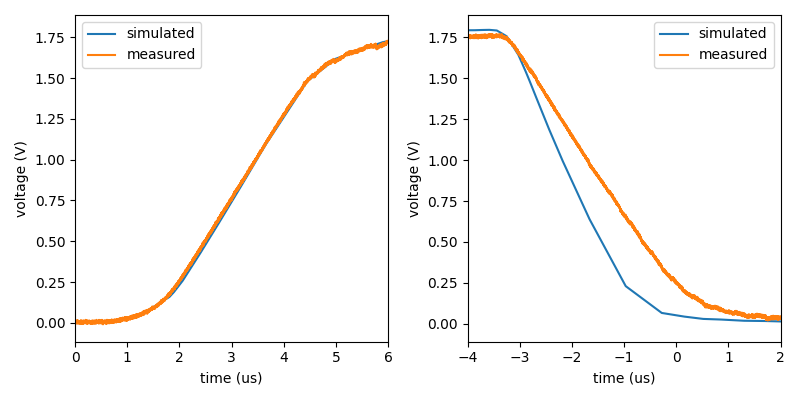 simulated
measured
voltage (V)
1.75
1.50
1.25
1.00
0.75
0.50
0.25
0.00
0 1 2 3 4 5 6
time (us)
simulated
measured
voltage (V)
1.75
1.50
1.25
1.00
0.75
0.50
0.25
0.00
−4 −3 −2 −1 0 1 2
time (us)